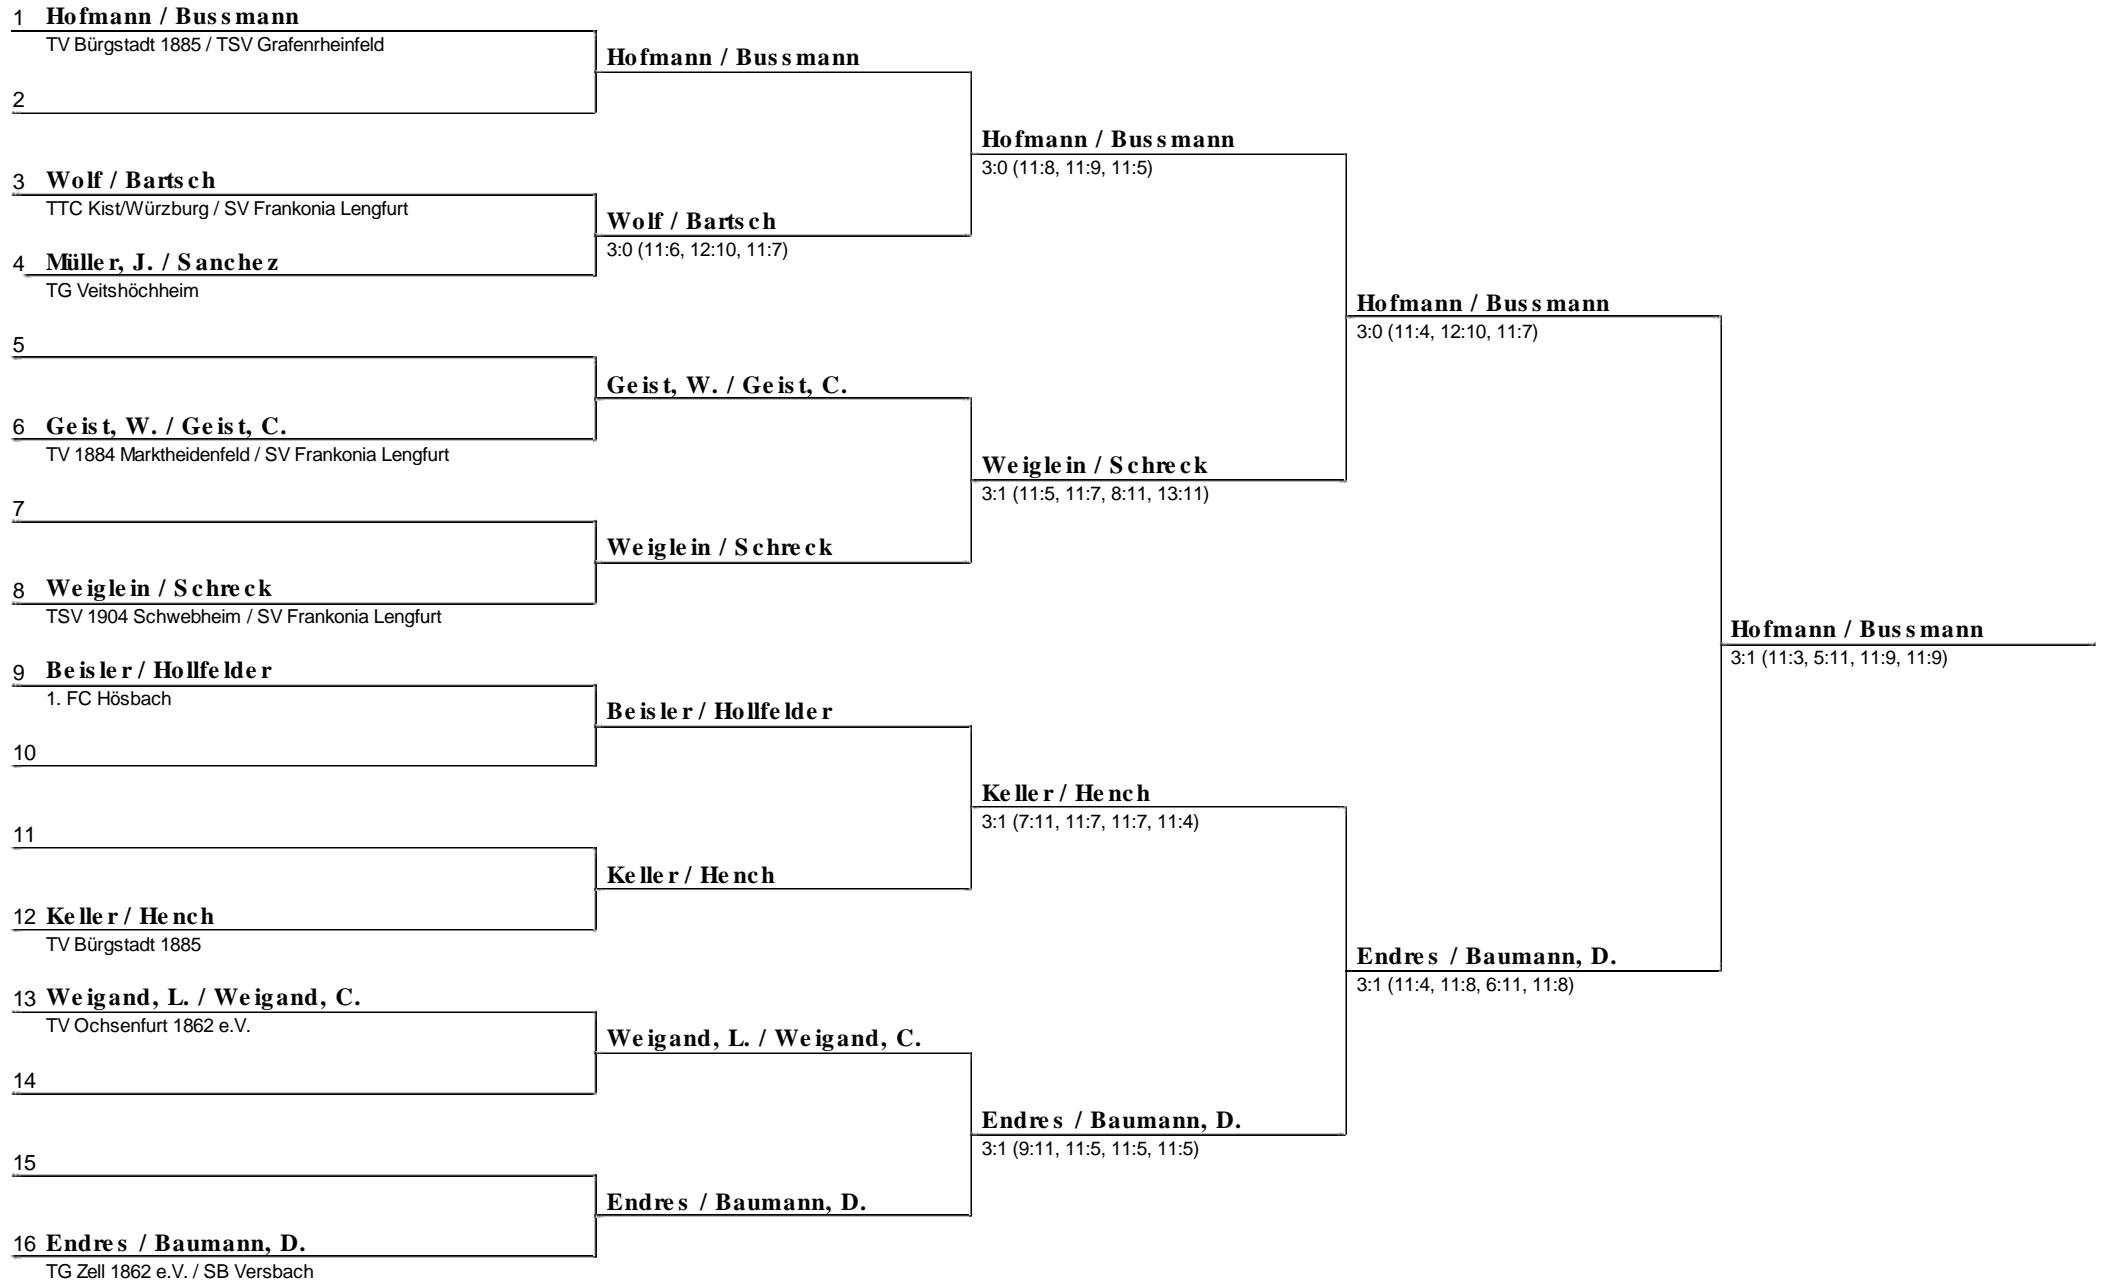 1 Hofmann / Bussmann
TV Bürgstadt 1885 / TSV Grafenrheinfeld
Hofmann / Bussmann
2
Hofmann / Bussmann
3:0 (11:8, 11:9, 11:5)
3 Wolf / Bartsch
TTC Kist/Würzburg / SV Frankonia Lengfurt
Wolf / Bartsch
3:0 (11:6, 12:10, 11:7)
4 Müller, J. / Sanchez
TG Veitshöchheim
Hofmann / Bussmann
3:0 (11:4, 12:10, 11:7)
5
Geist, W. / Geist, C.
6 Geist, W. / Geist, C.
TV 1884 Marktheidenfeld / SV Frankonia Lengfurt
Weiglein / Schreck
3:1 (11:5, 11:7, 8:11, 13:11)
7
Weiglein / Schreck
8 Weiglein / Schreck
TSV 1904 Schwebheim / SV Frankonia Lengfurt
Hofmann / Bussmann
3:1 (11:3, 5:11, 11:9, 11:9)
9 Beisler / Hollfelder
1. FC Hösbach
Beisler / Hollfelder
10
Keller / Hench
3:1 (7:11, 11:7, 11:7, 11:4)
11
Keller / Hench
12 Keller / Hench
TV Bürgstadt 1885
Endres / Baumann, D.
3:1 (11:4, 11:8, 6:11, 11:8)
13 Weigand, L. / Weigand, C.
TV Ochsenfurt 1862 e.V.
Weigand, L. / Weigand, C.
14
Endres / Baumann, D.
3:1 (9:11, 11:5, 11:5, 11:5)
15
Endres / Baumann, D.
16 Endres / Baumann, D.
TG Zell 1862 e.V. / SB Versbach